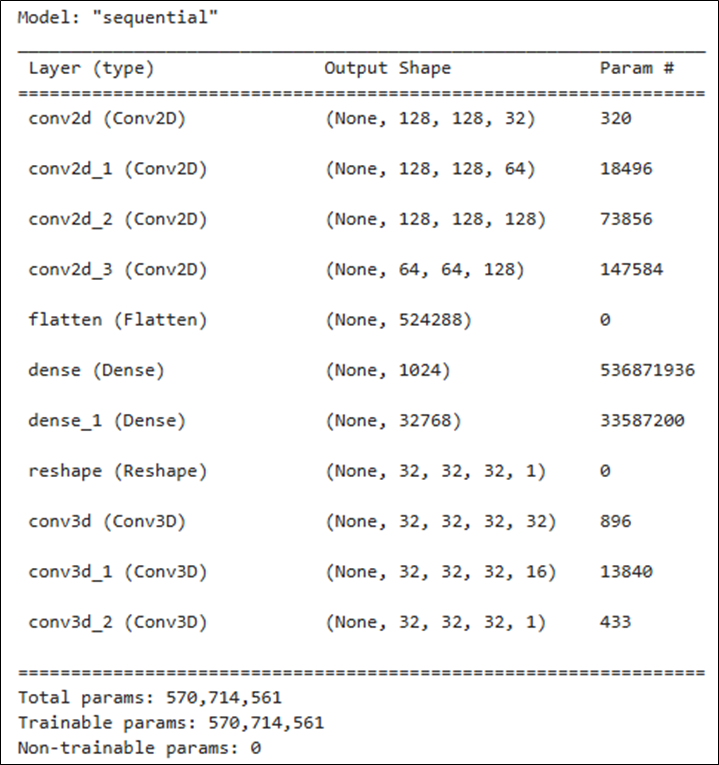 Model: "sequential"
Layer (type) Output Shape Param #
conv2d (Conv2D) (None, 128, 128, 32) 320
conv2d_1 (Conv2D) (None, 128, 128, 64) 18496
conv2d_2 (Conv2D) (None, 128, 128, 128) 73856
conv2d_3 (Conv2D) (None, 64, 64, 128) 147584
flatten (Flatten) (None, 524288) 0
dense (Dense) (None, 1024) 536871936
dense_1 (Dense) (None, 32768) 33587200
reshape (Reshape) (None, 32, 32, 32, 1) 0
conv3d (Conv3D) (None, 32, 32, 32, 32) 896
conv3d_1 (Conv3D) (None, 32, 32, 32, 16) 13840
conv3d_2 (Conv3D) (None, 32, 32, 32, 1) 433
Total params: 570,714,561
Trainable params: 570,714,561
Non-trainable params: 0